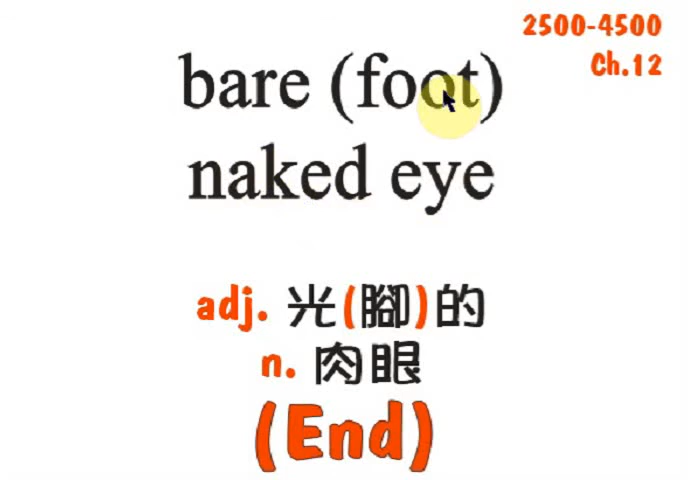 2500-4500
Ch.12
bare (foot)
naked eye
adj. 光(腳)的
n. 肉眼
(End)